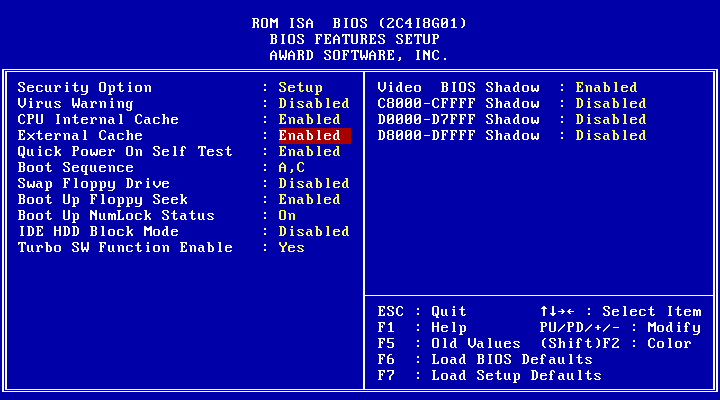 ROM ISA  BIOS (2C4I8G01)
BIOS FEATURES SETUP
AWARD SOFTWARE, INC.
Security Option : Setup
Virus Warning : Disabled
CPU Internal Cache : Enabled
External Cache : Enabled
Quick Power On Self Test : Enabled
Boot Sequence : A,C
Swap Floppy Drive : Disabled
Boot Up Floppy Seek : Enabled
Boot Up NumLock Status : On
IDE HDD Block Mode : Disabled
Turbo SW Function Enable : Yes
Video  BIOS Shadow : Enabled
C8000-CFFFF Shadow : Disabled
D0000-D7FFF Shadow : Disabled
D8000-DFFFF Shadow : Disabled
ESC : Quit ↑↓→← : Select Item
F1 : Help PU/PD/+/- : Modify
F5 : Old Values (Shift)F2 : Color
F6 : Load BIOS Defaults
F7 : Load Setup Defaults